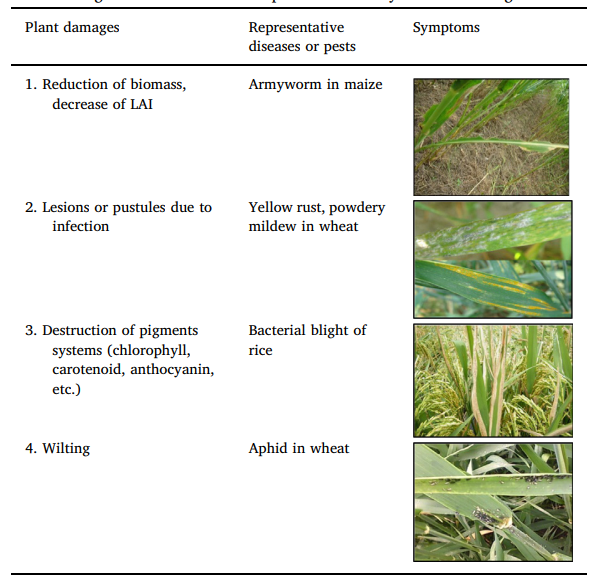 Plant damages
Representative
diseases or pests
Symptoms
1. Reduction of biomass,
decrease of LAI
Armyworm in maize
2. Lesions or pustules due to
infection
Yellow rust, powdery
mildew in wheat
3. Destruction of pigments
systems (chlorophyll,
carotenoid, anthocyanin,
etc.)
Bacterial blight of
rice
4. Wilting
Aphid in wheat